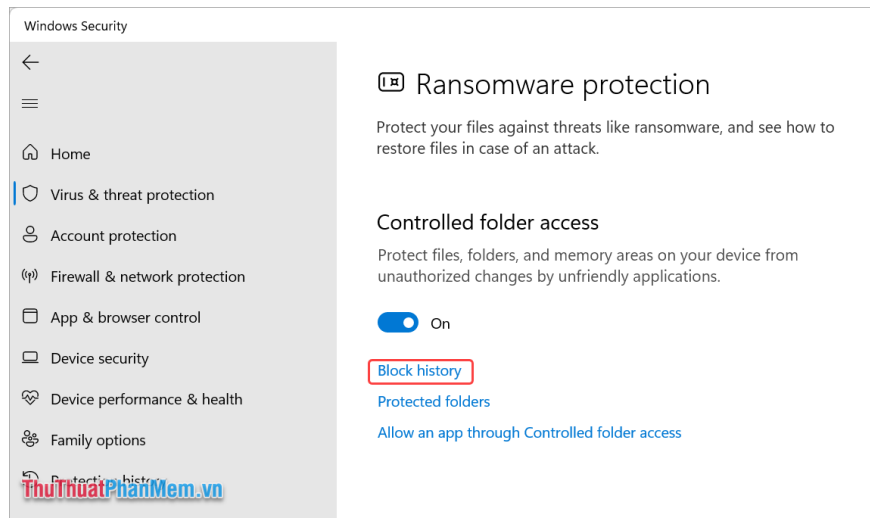 Windows Security
Home
Virus & threat protection
Account protection
Firewall & network protection
App & browser control
Device security
Device performance & health
Family options
Protection history
ThuThuatPhanMem.vn
Ransomware protection
Protect your files against threats like ransomware, and see how to
restore files in case of an attack.
Controlled folder access
Protect files, folders, and memory areas on your device from
unauthorized changes by unfriendly applications.
On
Block history
Protected folders
Allow an app through Controlled folder access